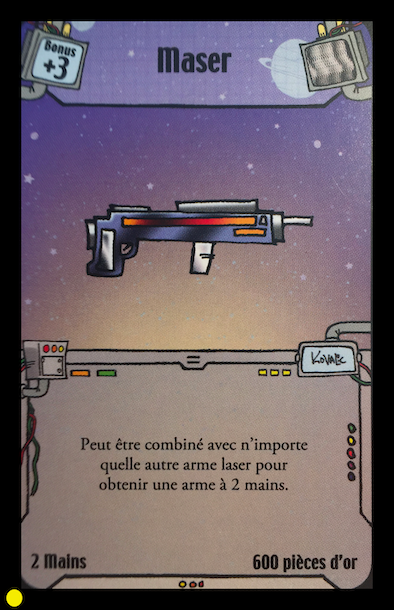 Bonus
+3
Maser
Kovalic
Peut être combiné avec n'importe
quelle autre arme laser pour
obtenir une arme à 2 mains.
2 Mains
600 pièces d'or